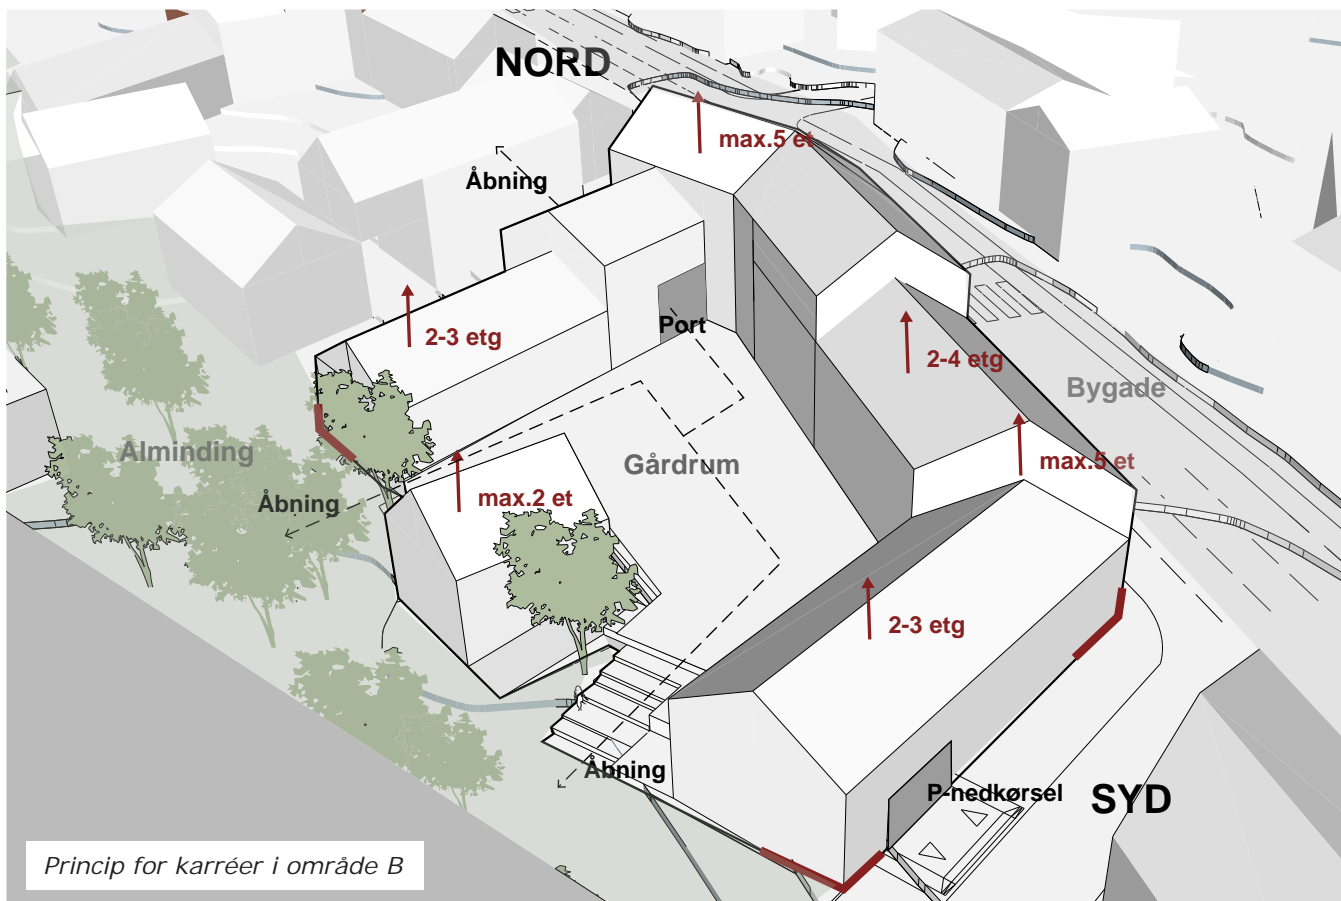 NORD
max.5 et
Åbning
Port
2-3 etg
2-4 etg
Bygade
Alminding
Gårdrum
max.5 et
max.2 et
Åbning
2-3 etg
Åbning
P-nedkørsel
SYD
Princip for karréer i område B